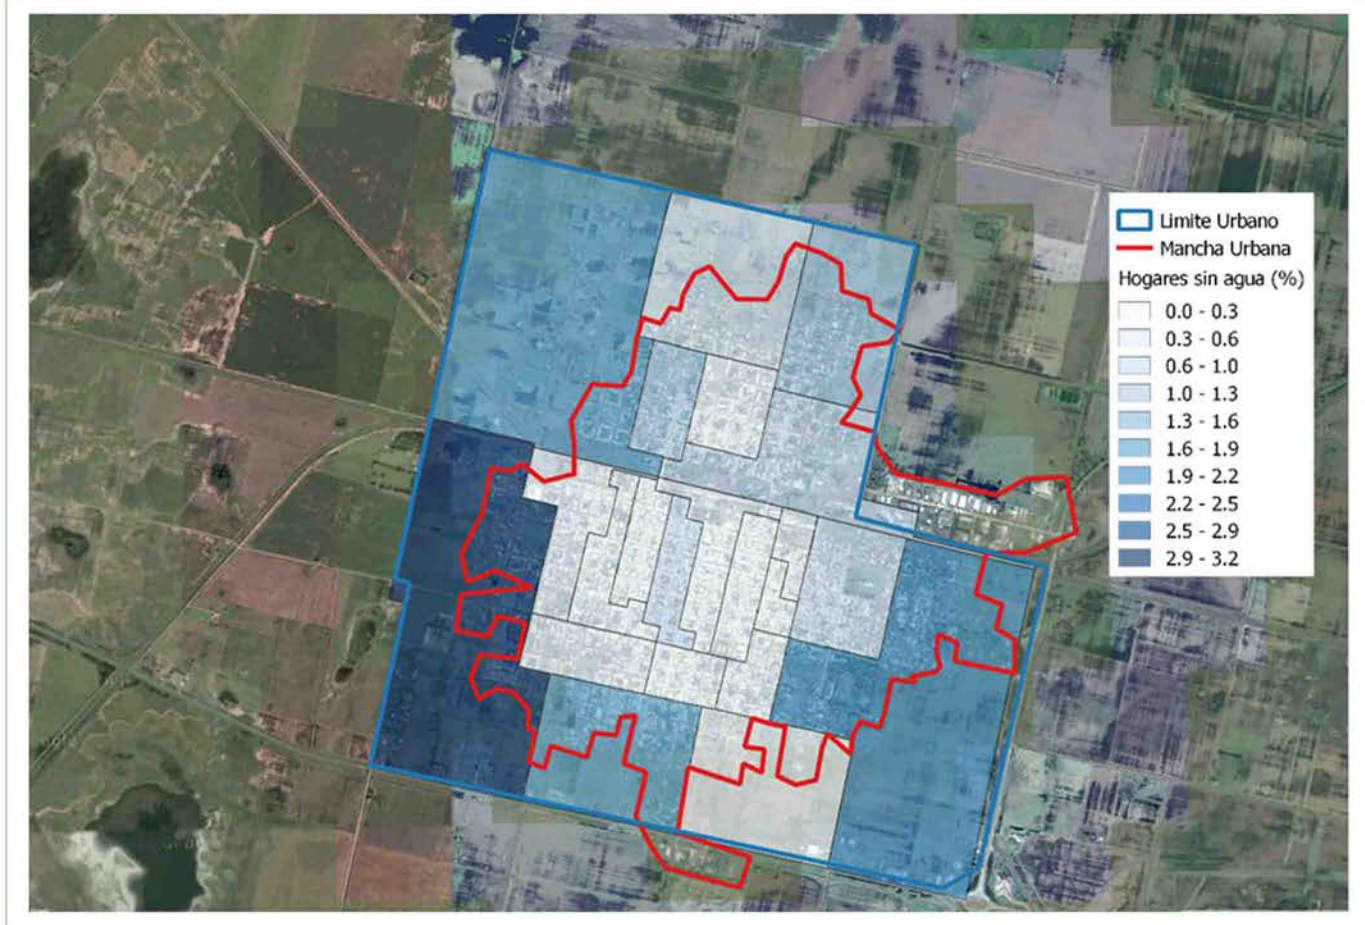 Limite Urbano
Mancha Urbana
Hogares sin agua (%)
0.0 - 0.3
0.3 - 0.6
0.6 - 1.0
1.0 - 1.3
1.3 - 1.6
1.6 - 1.9
1.9 - 2.2
2.2 - 2.5
2.5 - 2.9
2.9 - 3.2